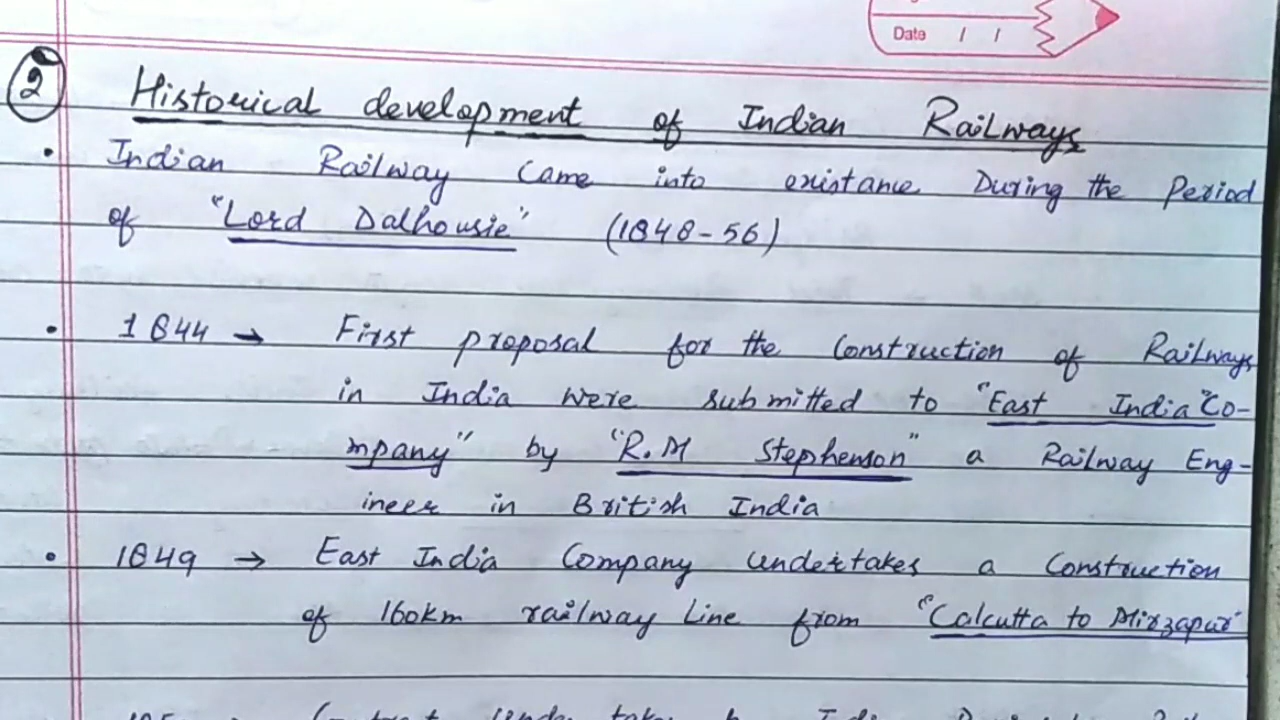 Date / /
2 Historical development of Indian Railways
• Indian Railway came into existance During the Period
of "Lord Dalhousie" (1848-56)
• 1844 → First proposal for the construction of Railways
in India were submitted to "East India Co-
mpany" by "R.M Stephenson" a Railway Eng-
ineer in British India
• 1849 → East India Company undertakes a construction
of 160km railway Line from "Calcutta to Mirzapur"